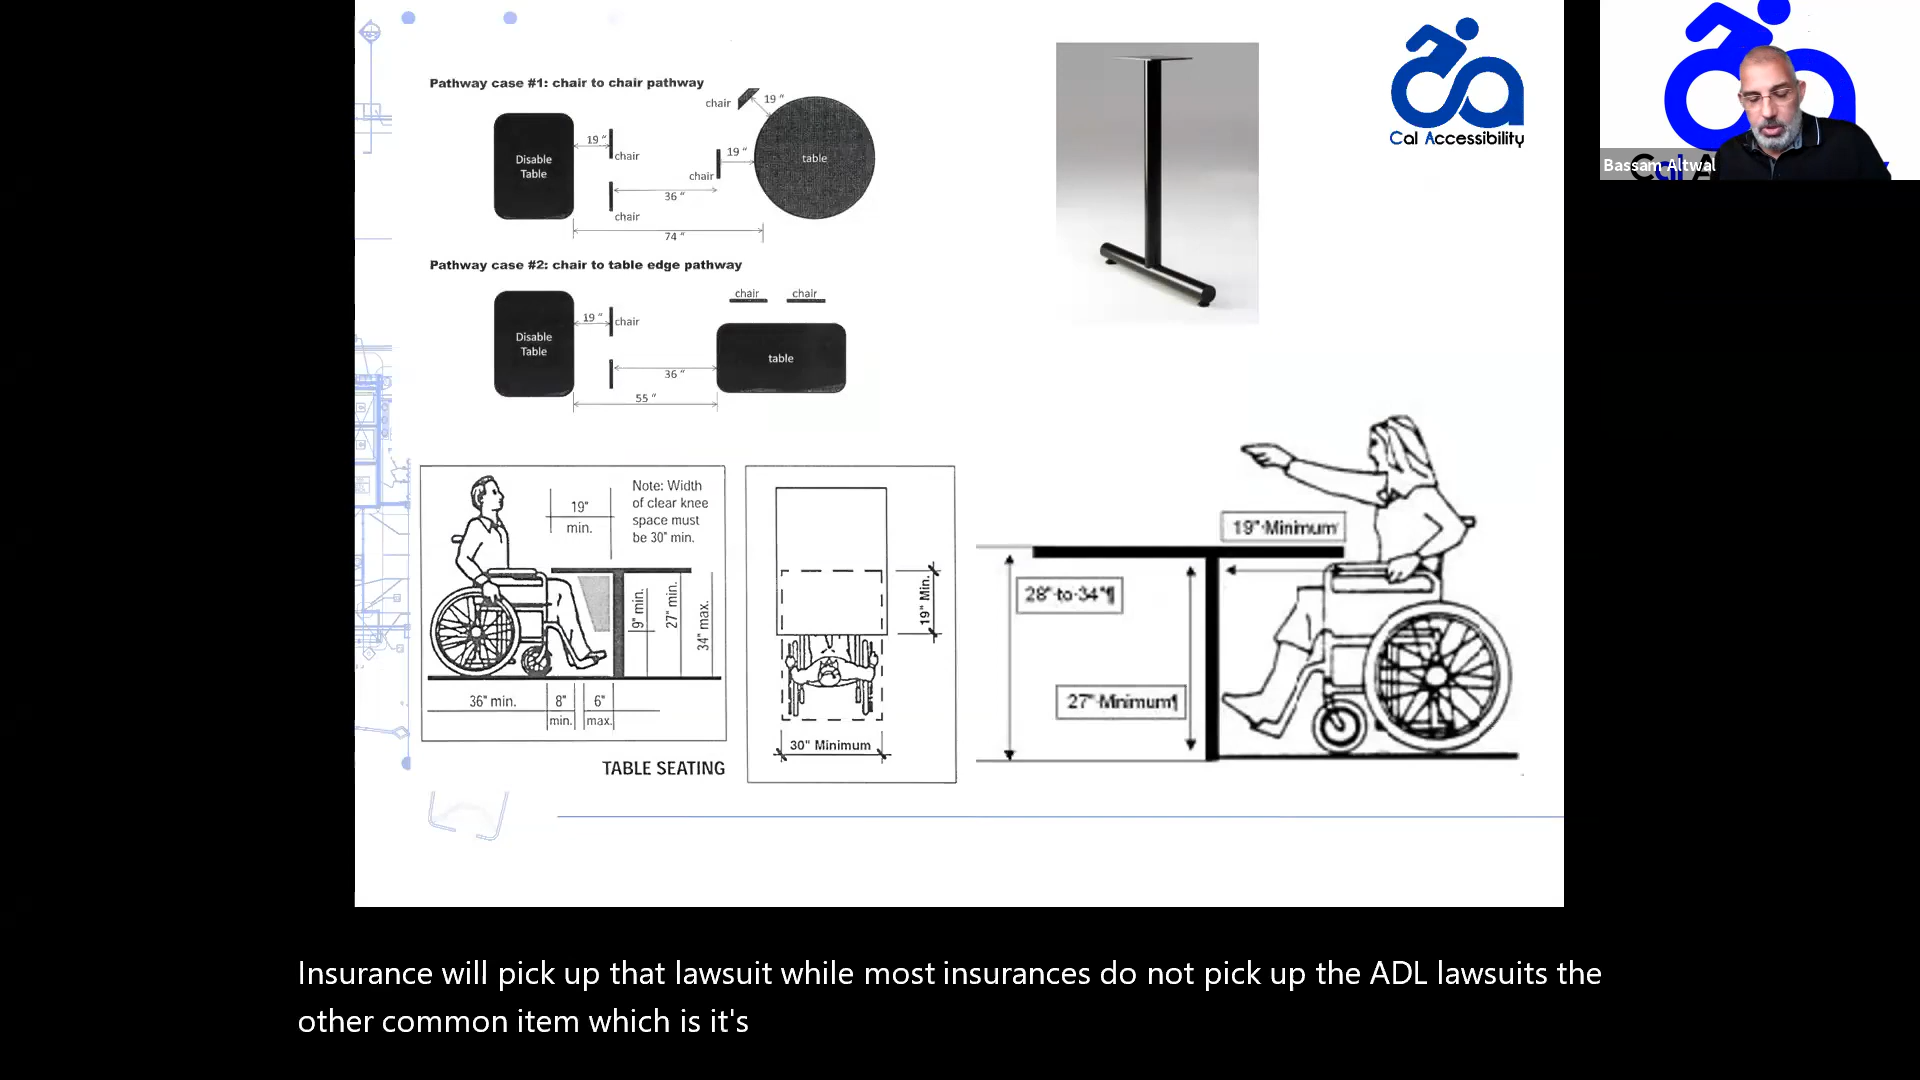 Pathway case #1: chair to chair pathway
chair
19 "
Disable
Table
19 "
chair
19 "
table
chair
36 "
chair
74 "
Pathway case #2: chair to table edge pathway
chair chair
Disable
Table
19 "
chair
table
36 "
55 "
Cal Accessibility
Bassam Altwal
19"
min.
Note: Width
of clear knee
space must
be 30" min.
9" min.
27" min.
34" max.
36" min.
8"
min.
6"
max.
TABLE SEATING
19" Min.
30" Minimum
19" Minimum
28" to 34"¶
27" Minimum¶
Insurance will pick up that lawsuit while most insurances do not pick up the ADL lawsuits the
other common item which is it's